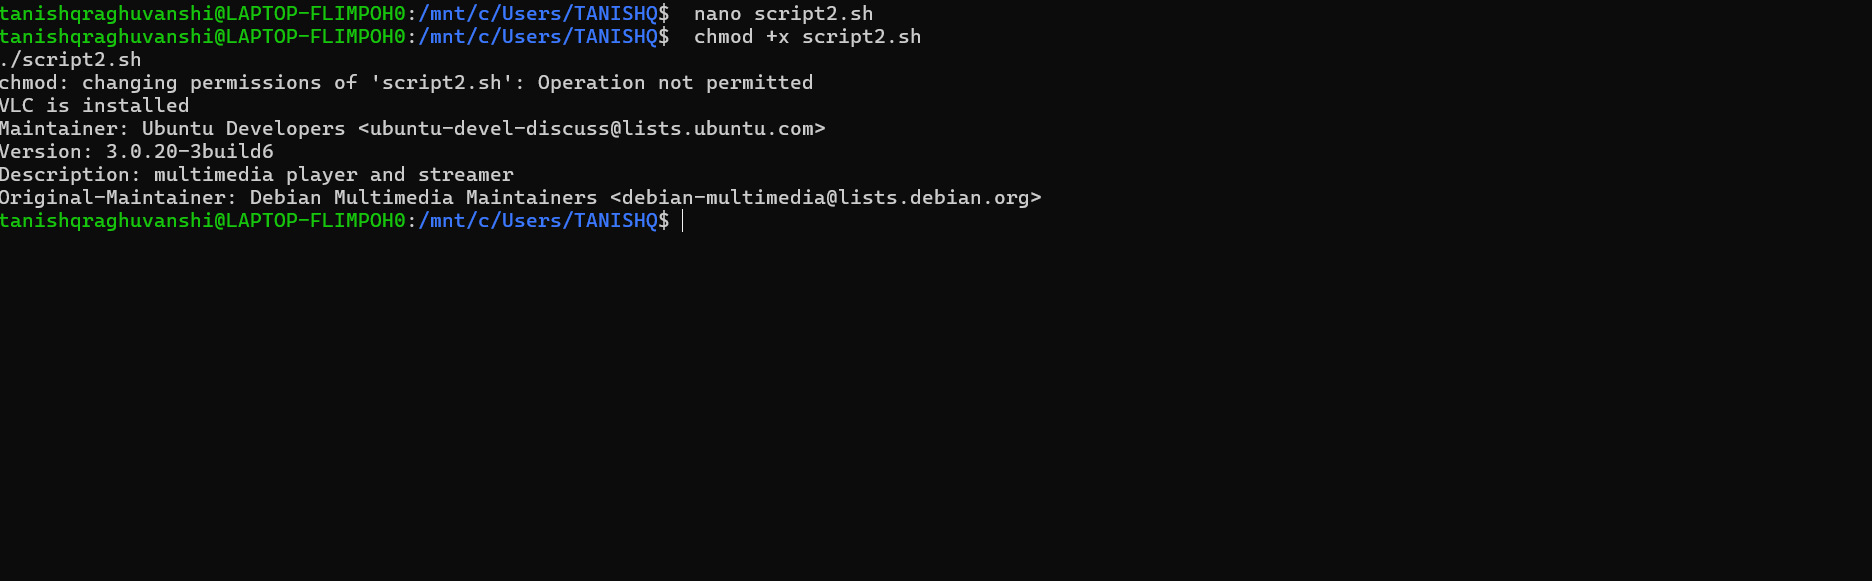 tanishqraghuvanshi@LAPTOP-FLIMPOH0:/mnt/c/Users/TANISHQ$  nano script2.sh
tanishqraghuvanshi@LAPTOP-FLIMPOH0:/mnt/c/Users/TANISHQ$  chmod +x script2.sh
./script2.sh
chmod: changing permissions of 'script2.sh': Operation not permitted
VLC is installed
Maintainer: Ubuntu Developers <ubuntu-devel-discuss@lists.ubuntu.com>
Version: 3.0.20-3build6
Description: multimedia player and streamer
Original-Maintainer: Debian Multimedia Maintainers <debian-multimedia@lists.debian.org>
tanishqraghuvanshi@LAPTOP-FLIMPOH0:/mnt/c/Users/TANISHQ$